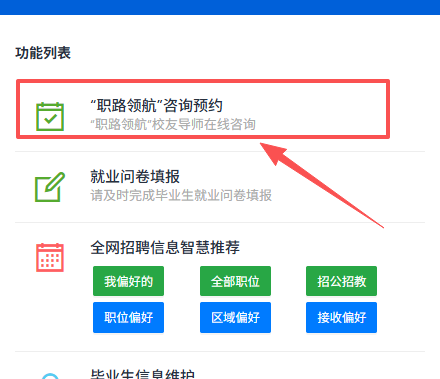 功能列表
“职路领航”咨询预约
“职路领航”校友导师在线咨询
就业问卷填报
请及时完成毕业生就业问卷填报
全网招聘信息智慧推荐
我偏好的 全部职位 招公招教
职位偏好 区域偏好 接收偏好
毕业生信息维护